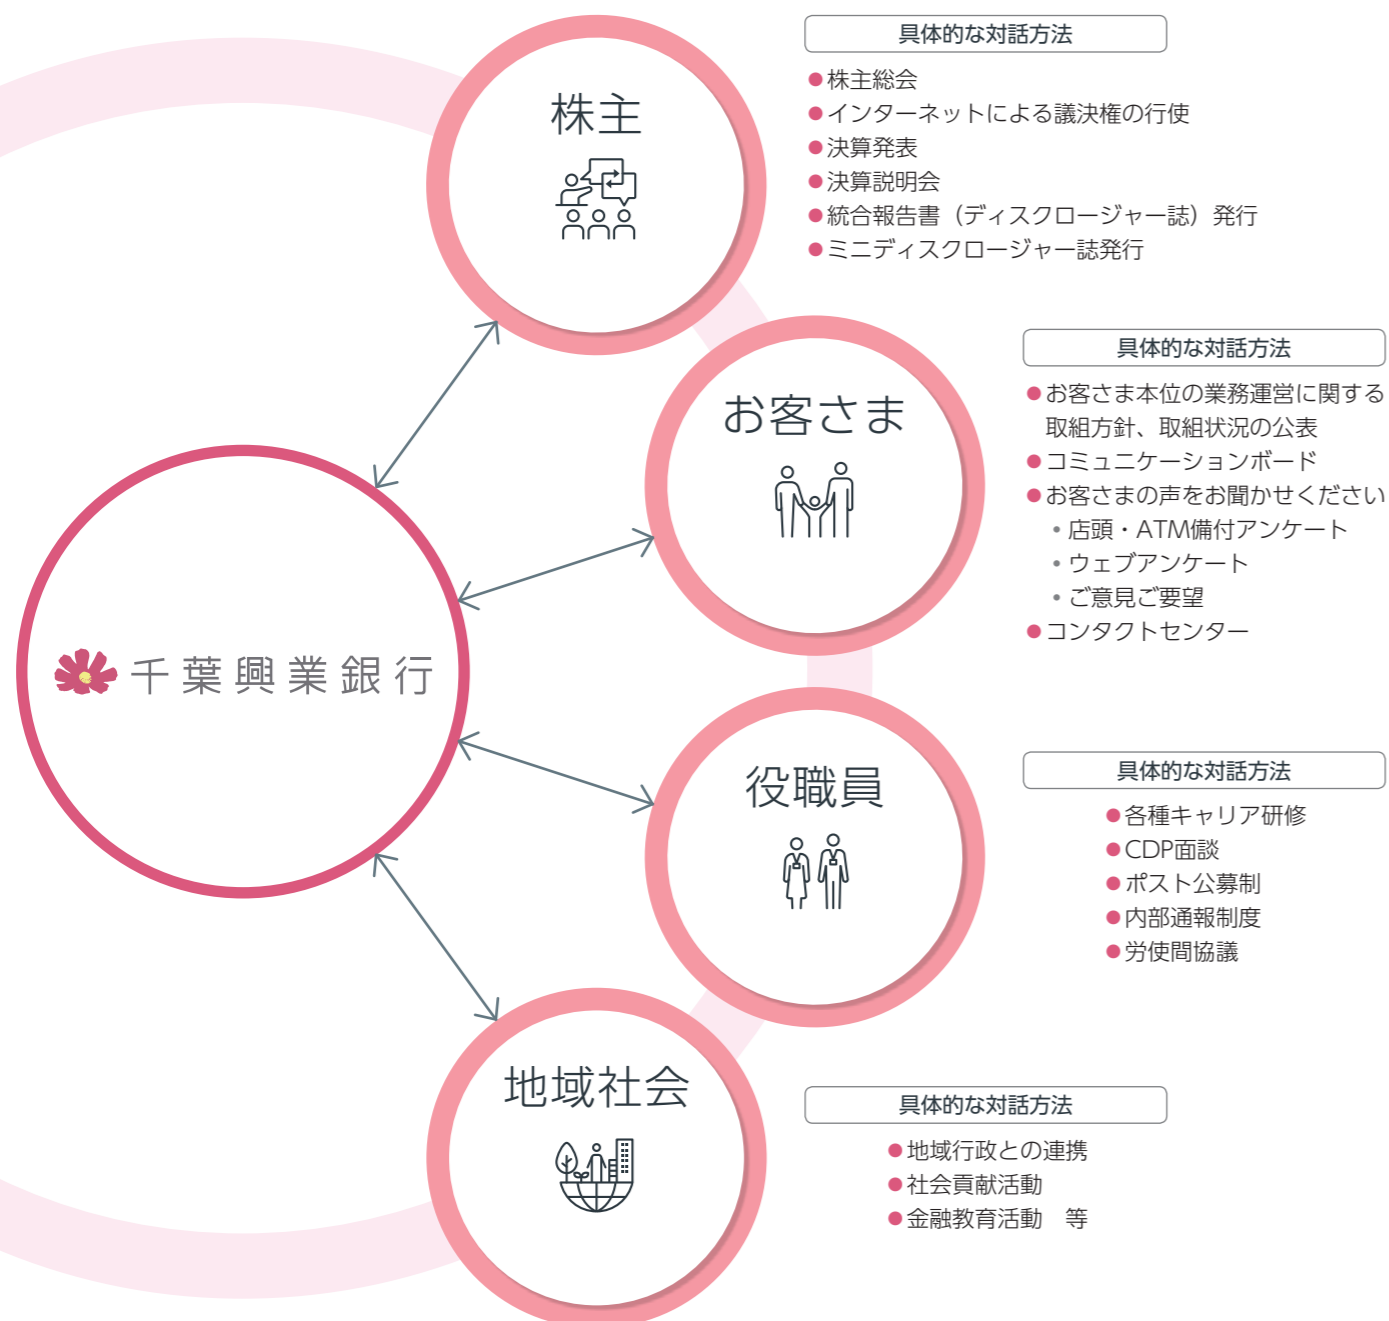 千葉興業銀行
株主
具体的な対話方法
●株主総会
●インターネットによる議決権の行使
●決算発表
●決算説明会
●統合報告書（ディスクロージャー誌）発行
●ミニディスクロージャー誌発行
お客さま
具体的な対話方法
●お客さま本位の業務運営に関する
取組方針、取組状況の公表
●コミュニケーションボード
●お客さまの声をお聞かせください
・店頭・ATM備付アンケート
・ウェブアンケート
・ご意見ご要望
●コンタクトセンター
役職員
具体的な対話方法
●各種キャリア研修
●CDP面談
●ポスト公募制
●内部通報制度
●労使間協議
地域社会
具体的な対話方法
●地域行政との連携
●社会貢献活動
●金融教育活動　等